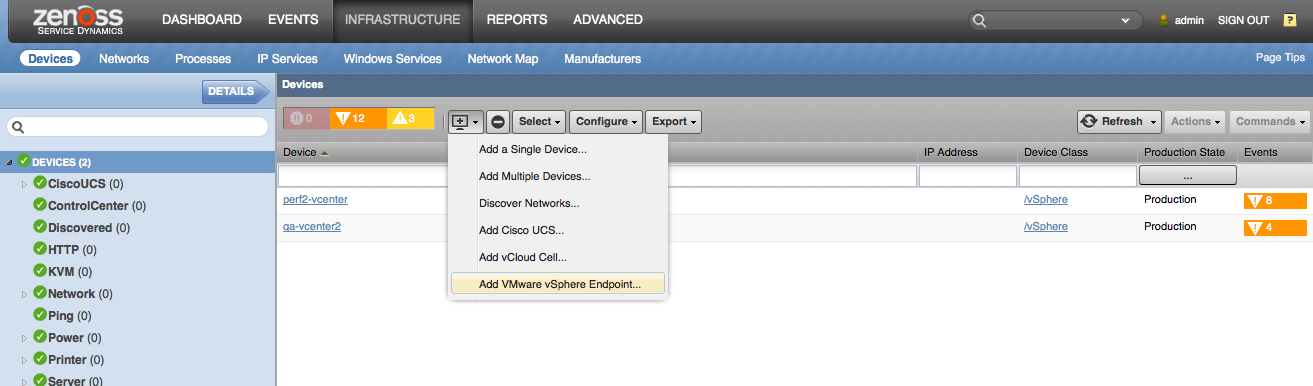 zenoss
SERVICE DYNAMICS
DASHBOARD EVENTS INFRASTRUCTURE REPORTS ADVANCED
admin SIGN OUT ?
Devices Networks Processes IP Services Windows Services Network Map Manufacturers Page Tips
DETAILS
Devices
0 12 3
Select Configure Export Refresh Actions Commands
DEVICES (2)
CiscoUCS (0)
ControlCenter (0)
Discovered (0)
HTTP (0)
KVM (0)
Network (0)
Ping (0)
Power (0)
Printer (0)
Server (0)
Add a Single Device...
Add Multiple Devices...
Discover Networks...
Add Cisco UCS...
Add vCloud Cell...
Add VMware vSphere Endpoint...
Device IP Address Device Class Production State Events
...
perf2-vcenter /vSphere Production 8
qa-vcenter2 /vSphere Production 4